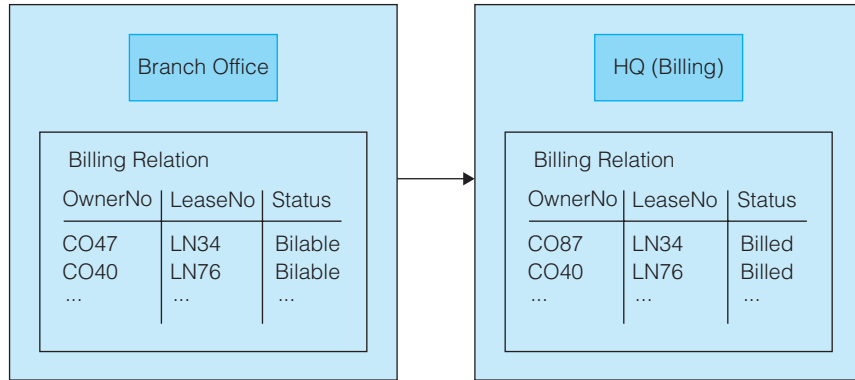 Branch Office
Billing Relation
OwnerNo LeaseNo Status
CO47 LN34 Bilable
CO40 LN76 Bilable
... ... ...
HQ (Billing)
Billing Relation
OwnerNo LeaseNo Status
CO87 LN34 Billed
CO40 LN76 Billed
... ... ...